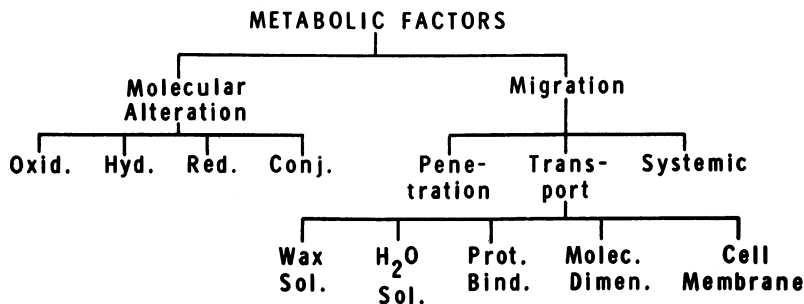 METABOLIC FACTORS
Molecular
Alteration
Migration
Oxid.
Hyd.
Red.
Conj.
Pene-
tration
Trans-
port
Systemic
Wax
Sol.
H₂O
Sol.
Prot.
Bind.
Molec.
Dimen.
Cell
Membrane